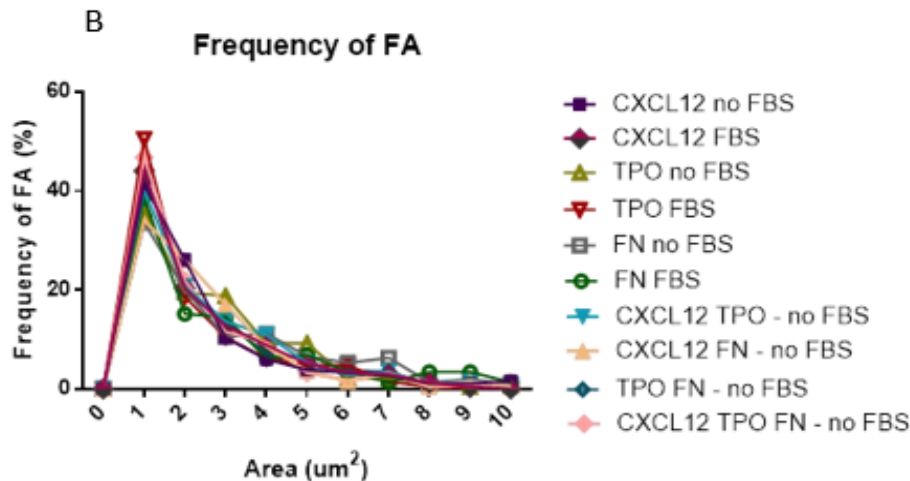 B
Frequency of FA
Frequency of FA (%)
60
40
20
0
0 1 2 3 4 5 6 7 8 9 10
Area (um²)
CXCL12 no FBS
CXCL12 FBS
TPO no FBS
TPO FBS
FN no FBS
FN FBS
CXCL12 TPO - no FBS
CXCL12 FN - no FBS
TPO FN - no FBS
CXCL12 TPO FN - no FBS